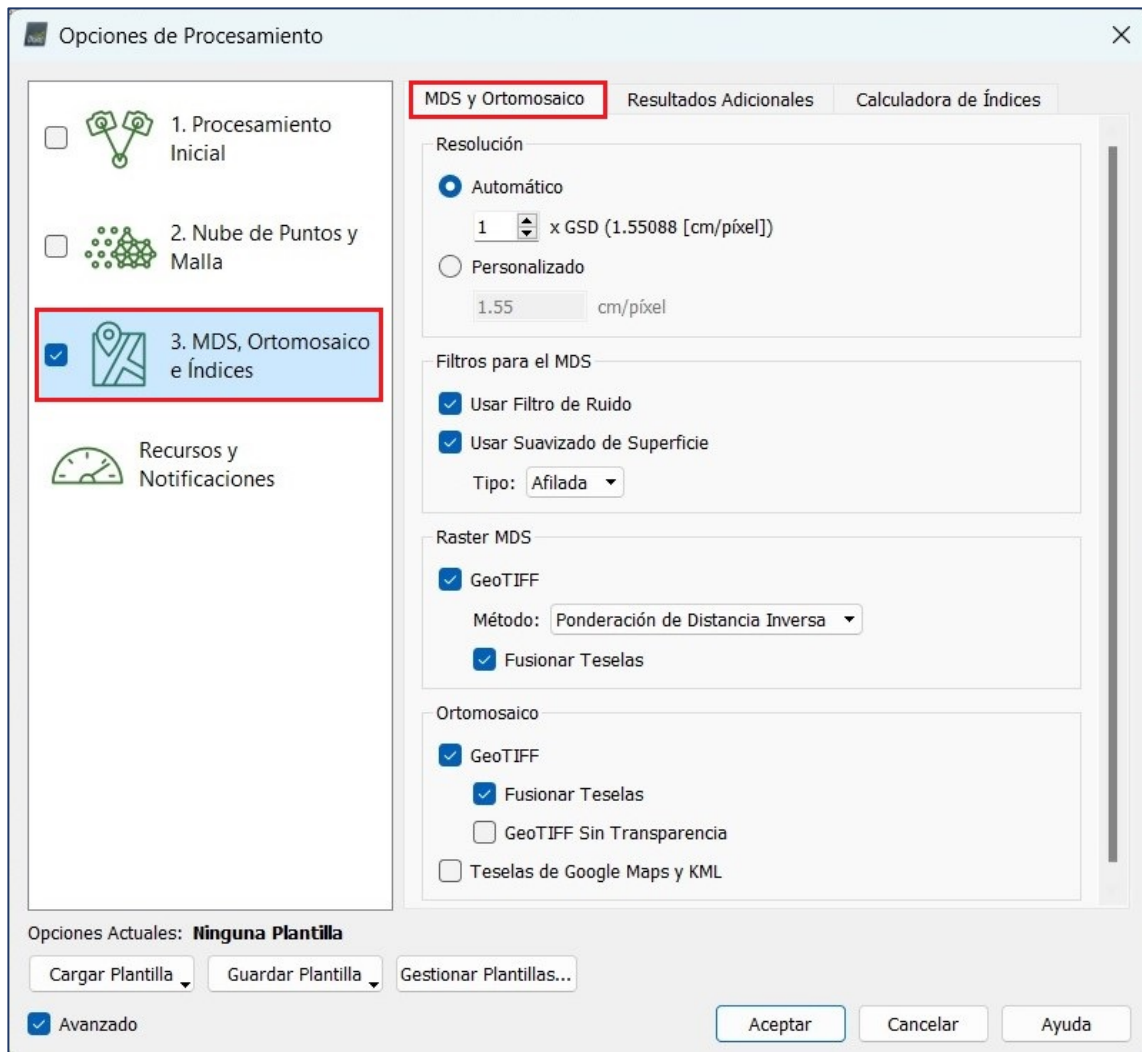 Opciones de Procesamiento
1. Procesamiento
Inicial
2. Nube de Puntos y
Malla
3. MDS, Ortomosaico
e Índices
Recursos y
Notificaciones
MDS y Ortomosaico
Resultados Adicionales
Calculadora de Índices
Resolución
Automático
1 x GSD (1.55088 [cm/píxel])
Personalizado
1.55 cm/píxel
Filtros para el MDS
Usar Filtro de Ruido
Usar Suavizado de Superficie
Tipo: Afilada
Raster MDS
GeoTIFF
Método: Ponderación de Distancia Inversa
Fusionar Teselas
Ortomosaico
GeoTIFF
Fusionar Teselas
GeoTIFF Sin Transparencia
Teselas de Google Maps y KML
Opciones Actuales: Ninguna Plantilla
Cargar Plantilla
Guardar Plantilla
Gestionar Plantillas...
Avanzado
Aceptar
Cancelar
Ayuda